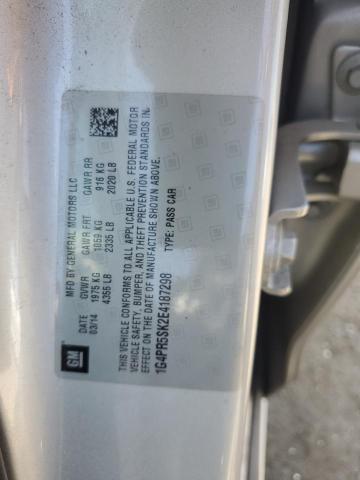 MFD BY GENERAL MOTORS LLC
DATE GVWR GAWR FRT GAWR RR
03/14 1975 KG 1059 KG 916 KG
4355 LB 2335 LB 2020 LB
GM
THIS VEHICLE CONFORMS TO ALL APPLICABLE U.S. FEDERAL MOTOR
VEHICLE SAFETY, BUMPER, AND THEFT PREVENTION STANDARDS IN
EFFECT ON THE DATE OF MANUFACTURE SHOWN ABOVE.
1G4PR5SK2E4187298 TYPE: PASS CAR